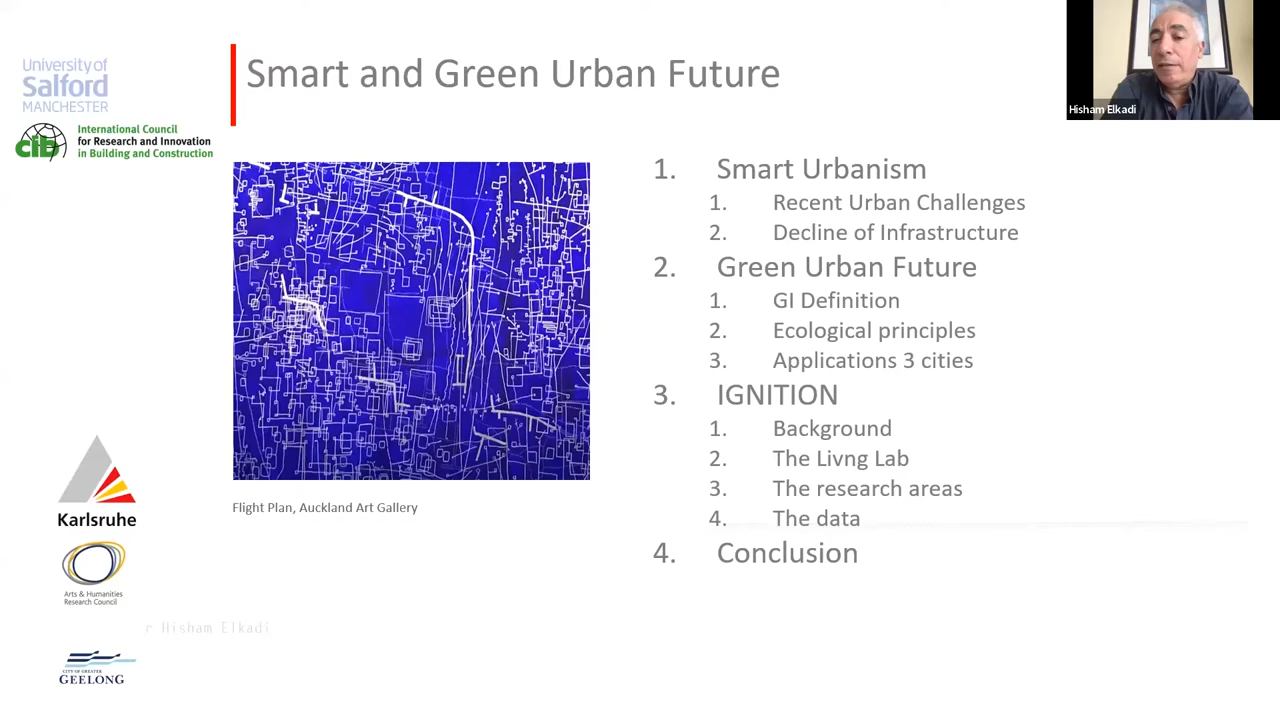 University of
Salford
MANCHESTER
cib
International Council
for Research and Innovation
in Building and Construction
Smart and Green Urban Future
Hisham Elkadi
1. Smart Urbanism
1. Recent Urban Challenges
2. Decline of Infrastructure
2. Green Urban Future
1. GI Definition
2. Ecological principles
3. Applications 3 cities
3. IGNITION
1. Background
2. The Livng Lab
3. The research areas
4. The data
4. Conclusion
Flight Plan, Auckland Art Gallery
Karlsruhe
Arts & Humanities
Research Council
r Hisham Elkadi
CITY OF GREATER
GEELONG